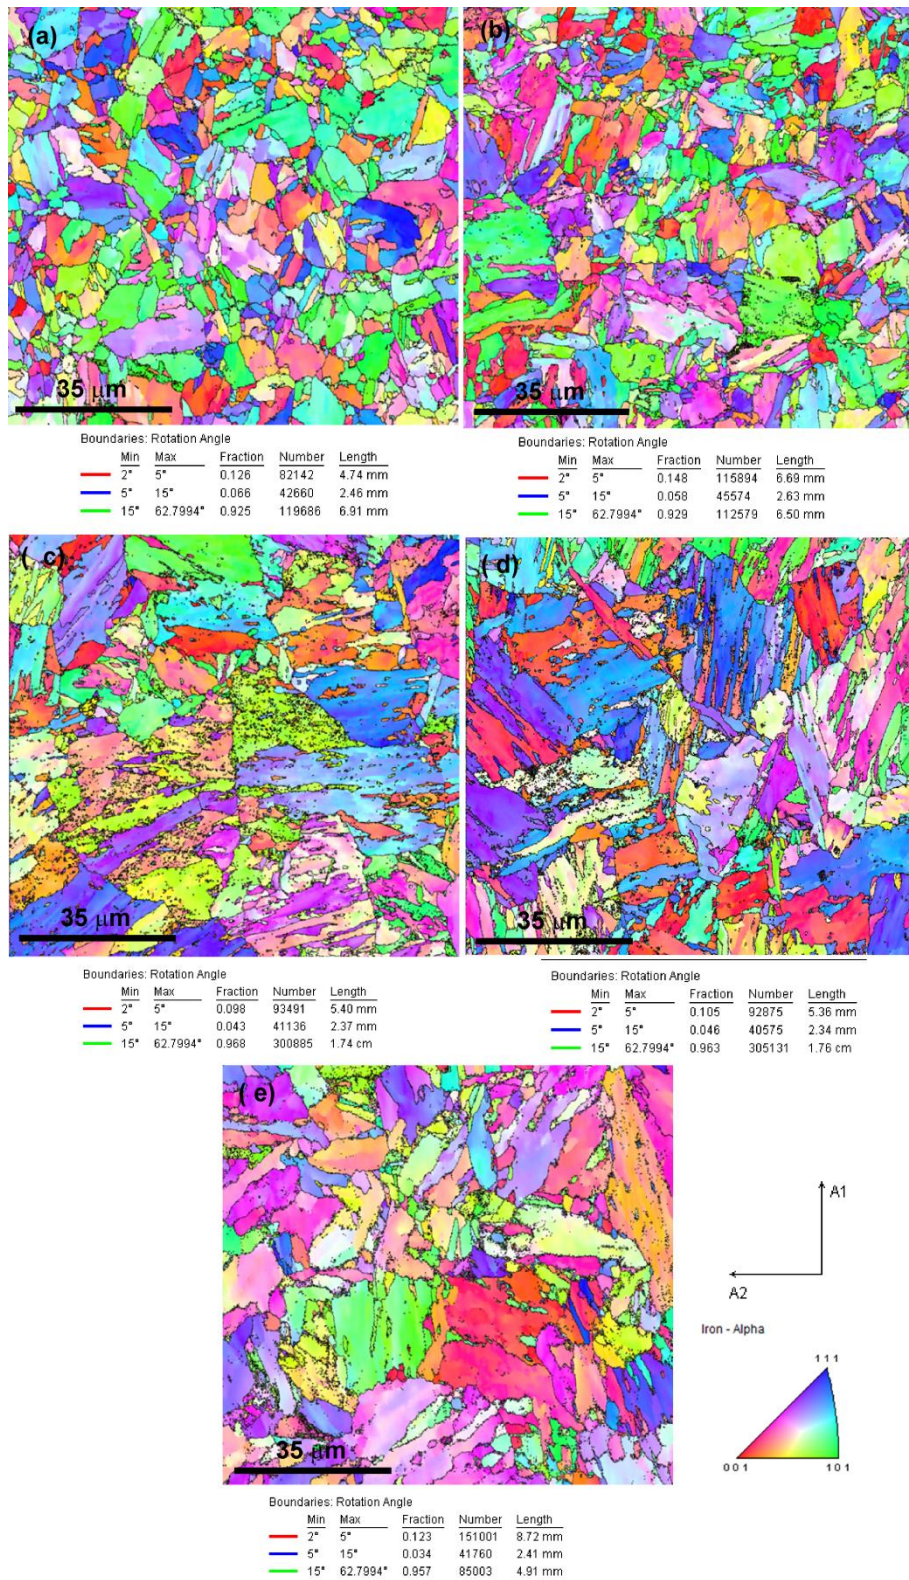 (a)
35 μm
(b)
35 μm
Boundaries: Rotation Angle
Min Max Fraction Number Length
2° 5° 0.126 82142 4.74 mm
5° 15° 0.066 42660 2.46 mm
15° 62.7994° 0.925 119686 6.91 mm
Boundaries: Rotation Angle
Min Max Fraction Number Length
2° 5° 0.148 115894 6.69 mm
5° 15° 0.058 45574 2.63 mm
15° 62.7994° 0.929 112579 6.50 mm
( c)
35 μm
( d)
35 μm
Boundaries: Rotation Angle
Min Max Fraction Number Length
2° 5° 0.098 93491 5.40 mm
5° 15° 0.043 41136 2.37 mm
15° 62.7994° 0.968 300885 1.74 cm
Boundaries: Rotation Angle
Min Max Fraction Number Length
2° 5° 0.105 92875 5.36 mm
5° 15° 0.046 40575 2.34 mm
15° 62.7994° 0.963 305131 1.76 cm
( e)
35 μm
A1
A2
Iron - Alpha
1 1 1
0 0 1 1 0 1
Boundaries: Rotation Angle
Min Max Fraction Number Length
2° 5° 0.123 151001 8.72 mm
5° 15° 0.034 41760 2.41 mm
15° 62.7994° 0.957 85003 4.91 mm